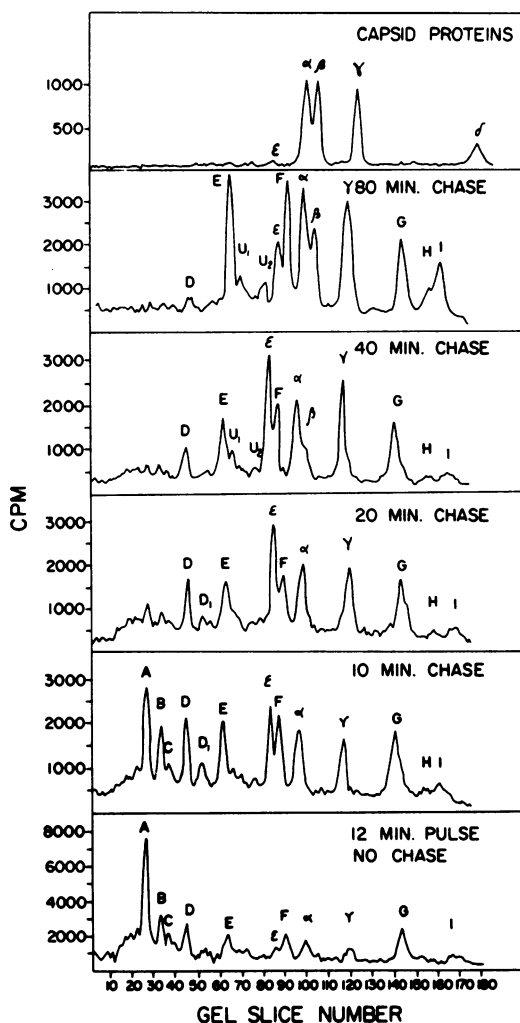 CAPSID PROTEINS
α β γ
1000
500
ε δ
E F α γ 80 MIN. CHASE
3000
β G
2000
ε H I
U₁ U₂
1000
D
ε 40 MIN. CHASE
3000
F α γ
β G
2000
E
D U₁ U₂ H I
1000
ε 20 MIN. CHASE
3000
D E F α γ G
2000
D₁ H I
1000
A 10 MIN. CHASE
3000
B D E ε F α γ G
2000
C D₁ H I
1000
A 12 MIN. PULSE
8000
NO CHASE
6000
4000
B C D E ε F α γ G I
2000
CPM
10 20 30 40 50 60 70 80 90 100 110 120 130 140 150 160 170 180
GEL SLICE NUMBER